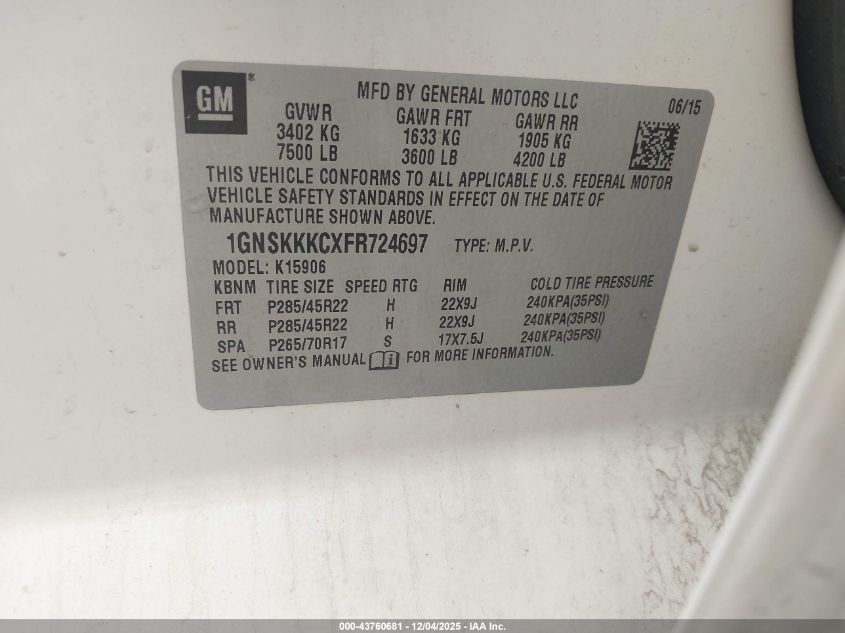 GM®
MFD BY GENERAL MOTORS LLC 06/15
GVWR GAWR FRT GAWR RR
3402 KG 1633 KG 1905 KG
7500 LB 3600 LB 4200 LB
THIS VEHICLE CONFORMS TO ALL APPLICABLE U.S. FEDERAL MOTOR
VEHICLE SAFETY STANDARDS IN EFFECT ON THE DATE OF
MANUFACTURE SHOWN ABOVE.
1GNSKKKCXFR724697 TYPE: M.P.V.
MODEL: K15906
KBNM TIRE SIZE SPEED RTG RIM COLD TIRE PRESSURE
FRT P285/45R22 H 22X9J 240KPA(35PSI)
RR P285/45R22 H 22X9J 240KPA(35PSI)
SPA P265/70R17 S 17X7.5J 240KPA(35PSI)
SEE OWNER'S MANUAL FOR MORE INFORMATION.
000-43760681 - 12/04/2025 - IAA Inc.